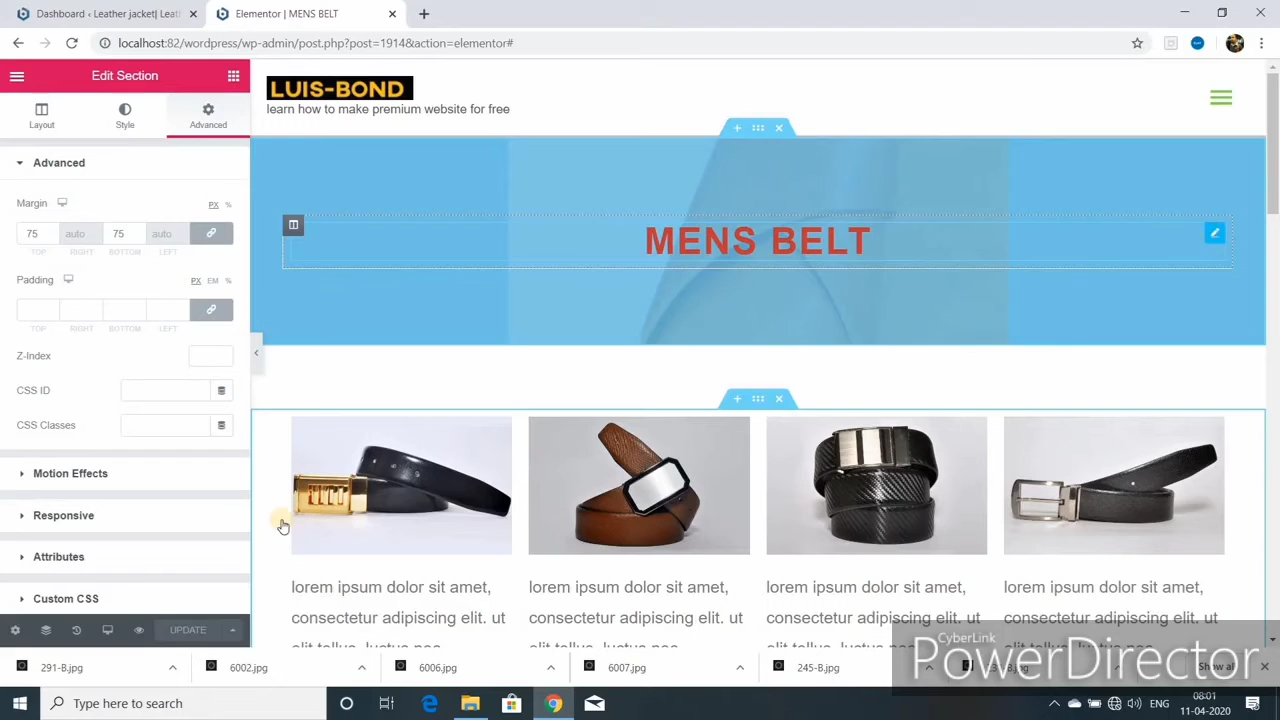 Dashboard ‹ Leather jacket| Leatl
Elementor | MENS BELT
localhost:82/wordpress/wp-admin/post.php?post=1914&action=elementor#
Edit Section
Layout
Style
Advanced
Advanced
Margin
PX %
75 auto 75 auto
TOP RIGHT BOTTOM LEFT
Padding
PX EM %
TOP RIGHT BOTTOM LEFT
Z-Index
CSS ID
CSS Classes
Motion Effects
Responsive
Attributes
Custom CSS
UPDATE
LUIS-BOND
learn how to make premium website for free
MENS BELT
lorem ipsum dolor sit amet,
consectetur adipiscing elit. ut
lorem ipsum dolor sit amet,
consectetur adipiscing elit. ut
lorem ipsum dolor sit amet,
consectetur adipiscing elit. ut
lorem ipsum dolor sit amet,
consectetur adipiscing elit. ut
291-B.jpg
6002.jpg
6006.jpg
6007.jpg
245-B.jpg
Show all
CyberLink
PowerDirector
Type here to search
ENG
08:01
11-04-2020